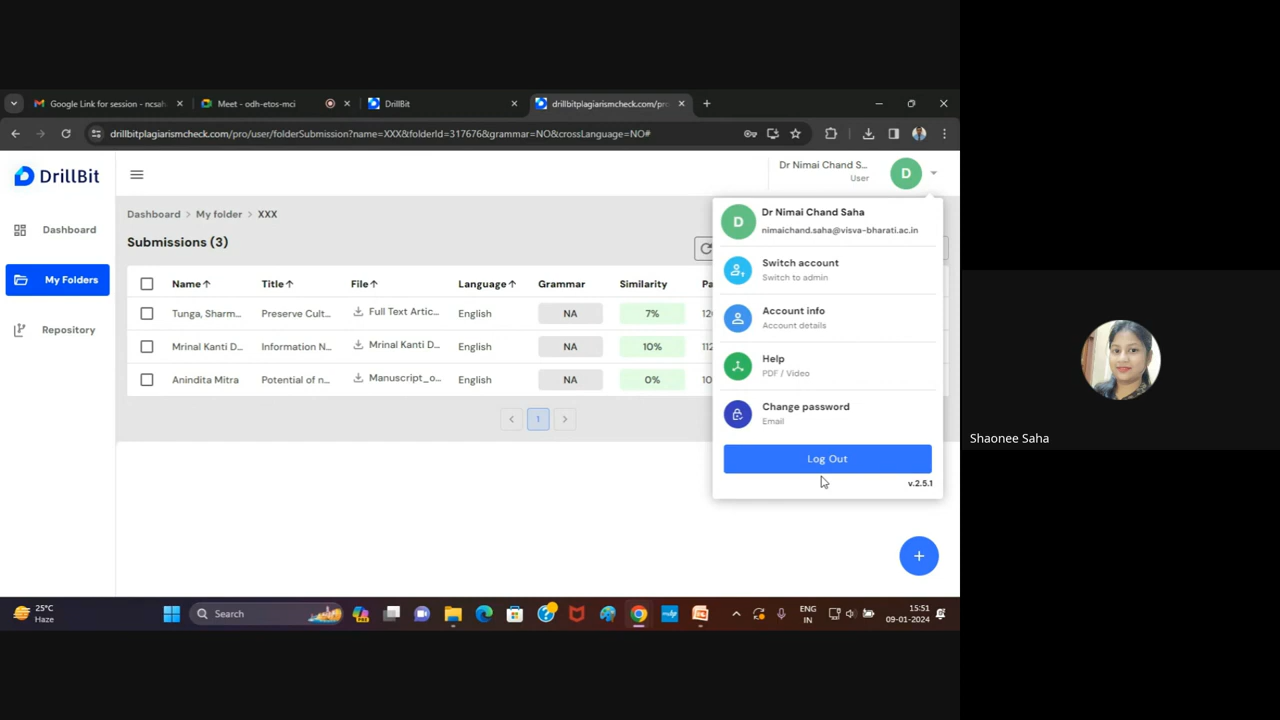 Google Link for session - ncsah
Meet - odh-etos-mci
DrillBit
drillbitplagiarismcheck.com/pro
drillbitplagiarismcheck.com/pro/user/folderSubmission?name=XXX&folderId=317676&grammar=NO&crossLanguage=NO#
DrillBit
Dr Nimai Chand S...
User
D
Dashboard
My Folders
Repository
Dashboard > My folder > XXX
Submissions (3)
Name Title File Language Grammar Similarity Pa
Tunga, Sharm... Preserve Cult... Full Text Artic... English NA 7% 12
Mrinal Kanti D... Information N... Mrinal Kanti D... English NA 10% 112
Anindita Mitra Potential of n... Manuscript_o... English NA 0% 10
< 1 >
D
Dr Nimai Chand Saha
nimaichand.saha@visva-bharati.ac.in
Switch account
Switch to admin
Account info
Account details
Help
PDF / Video
Change password
Email
Log Out
v.2.5.1
+
Shaonee Saha
25°C
Haze
Search
ENG
IN
15:51
09-01-2024